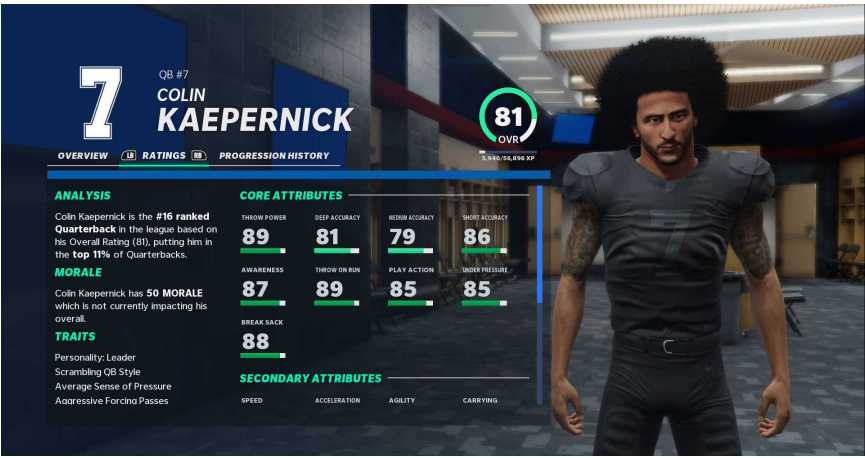 7
QB #7
COLIN
KAEPERNICK
81
OVR
5,940/56,896 XP
OVERVIEW LB RATINGS RB PROGRESSION HISTORY
ANALYSIS
Colin Kaepernick is the #16 ranked
Quarterback in the league based on
his Overall Rating (81), putting him in
the top 11% of Quarterbacks.
MORALE
Colin Kaepernick has 50 MORALE
which is not currently impacting his
overall.
TRAITS
Personality: Leader
Scrambling QB Style
Average Sense of Pressure
Aggressive Forcing Passes
CORE ATTRIBUTES
THROW POWER DEEP ACCURACY MEDIUM ACCURACY SHORT ACCURACY
89 81 79 86
AWARENESS THROW ON RUN PLAY ACTION UNDER PRESSURE
87 89 85 85
BREAK SACK
88
SECONDARY ATTRIBUTES
SPEED ACCELERATION AGILITY CARRYING
7